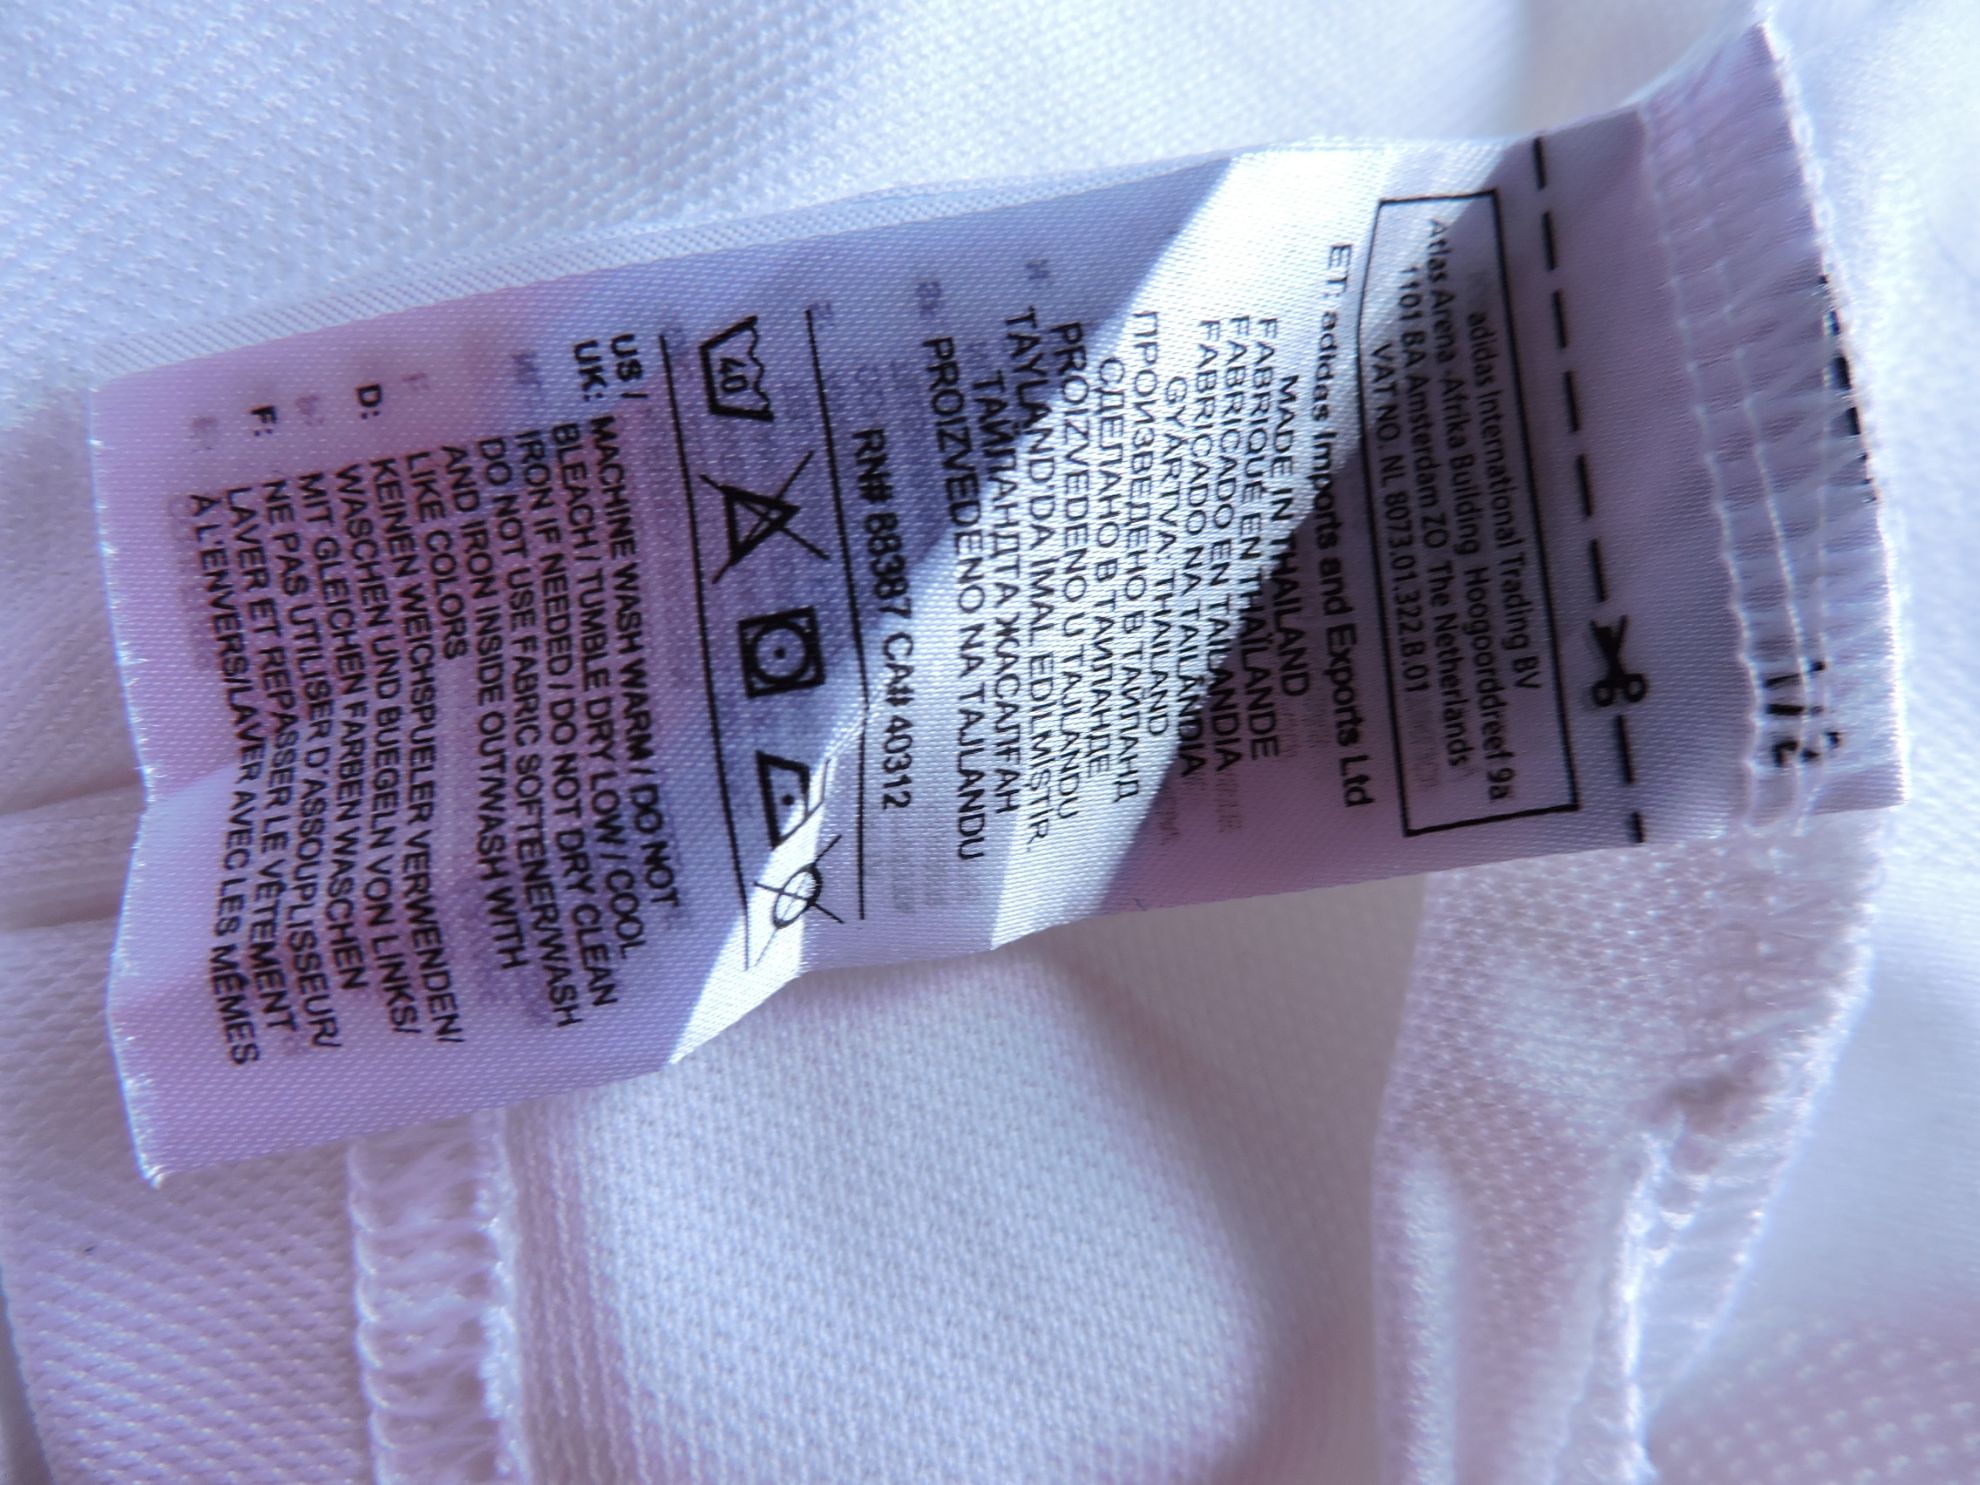 adidas International Trading BV
Atlas Arena -Afrika Building Hoogoorddreef 9a
1101 BA Amsterdam ZO The Netherlands
VAT NO. NL 8073.01.322.B.01
ET: adidas Imports and Exports Ltd
MADE IN THAILAND
FABRIQUÉ EN THAÏLANDE
FABRICADO EN TAILANDIA
FABRICADO NA TAILÂNDIA
GYÁRTVA THAILAND
ПРОИЗВЕДЕНО В ТАЙЛАНД
СДЕЛАНО В ТАИЛАНДЕ
PROIZVEDENO U TAJLANDU
TAYLAND'DA İMAL EDİLMİŞTİR
ТАЙЛАНДТА ЖАСАЛҒАН
PROIZVEDENO NA TAJLANDU
RN# 88387 CA# 40312
40
US / MACHINE WASH WARM / DO NOT
UK: BLEACH / TUMBLE DRY LOW / COOL
IRON IF NEEDED / DO NOT DRY CLEAN
DO NOT USE FABRIC SOFTENER/WASH
AND IRON INSIDE OUT/WASH WITH
LIKE COLORS
D: KEINEN WEICHSPUELER VERWENDEN/
WASCHEN UND BUEGELN VON LINKS/
MIT GLEICHEN FARBEN WASCHEN
F: NE PAS UTILISER D'ASSOUPLISSEUR/
LAVER ET REPASSER LE VÊTEMENT
À L'ENVERS/LAVER AVEC LES MÊMES